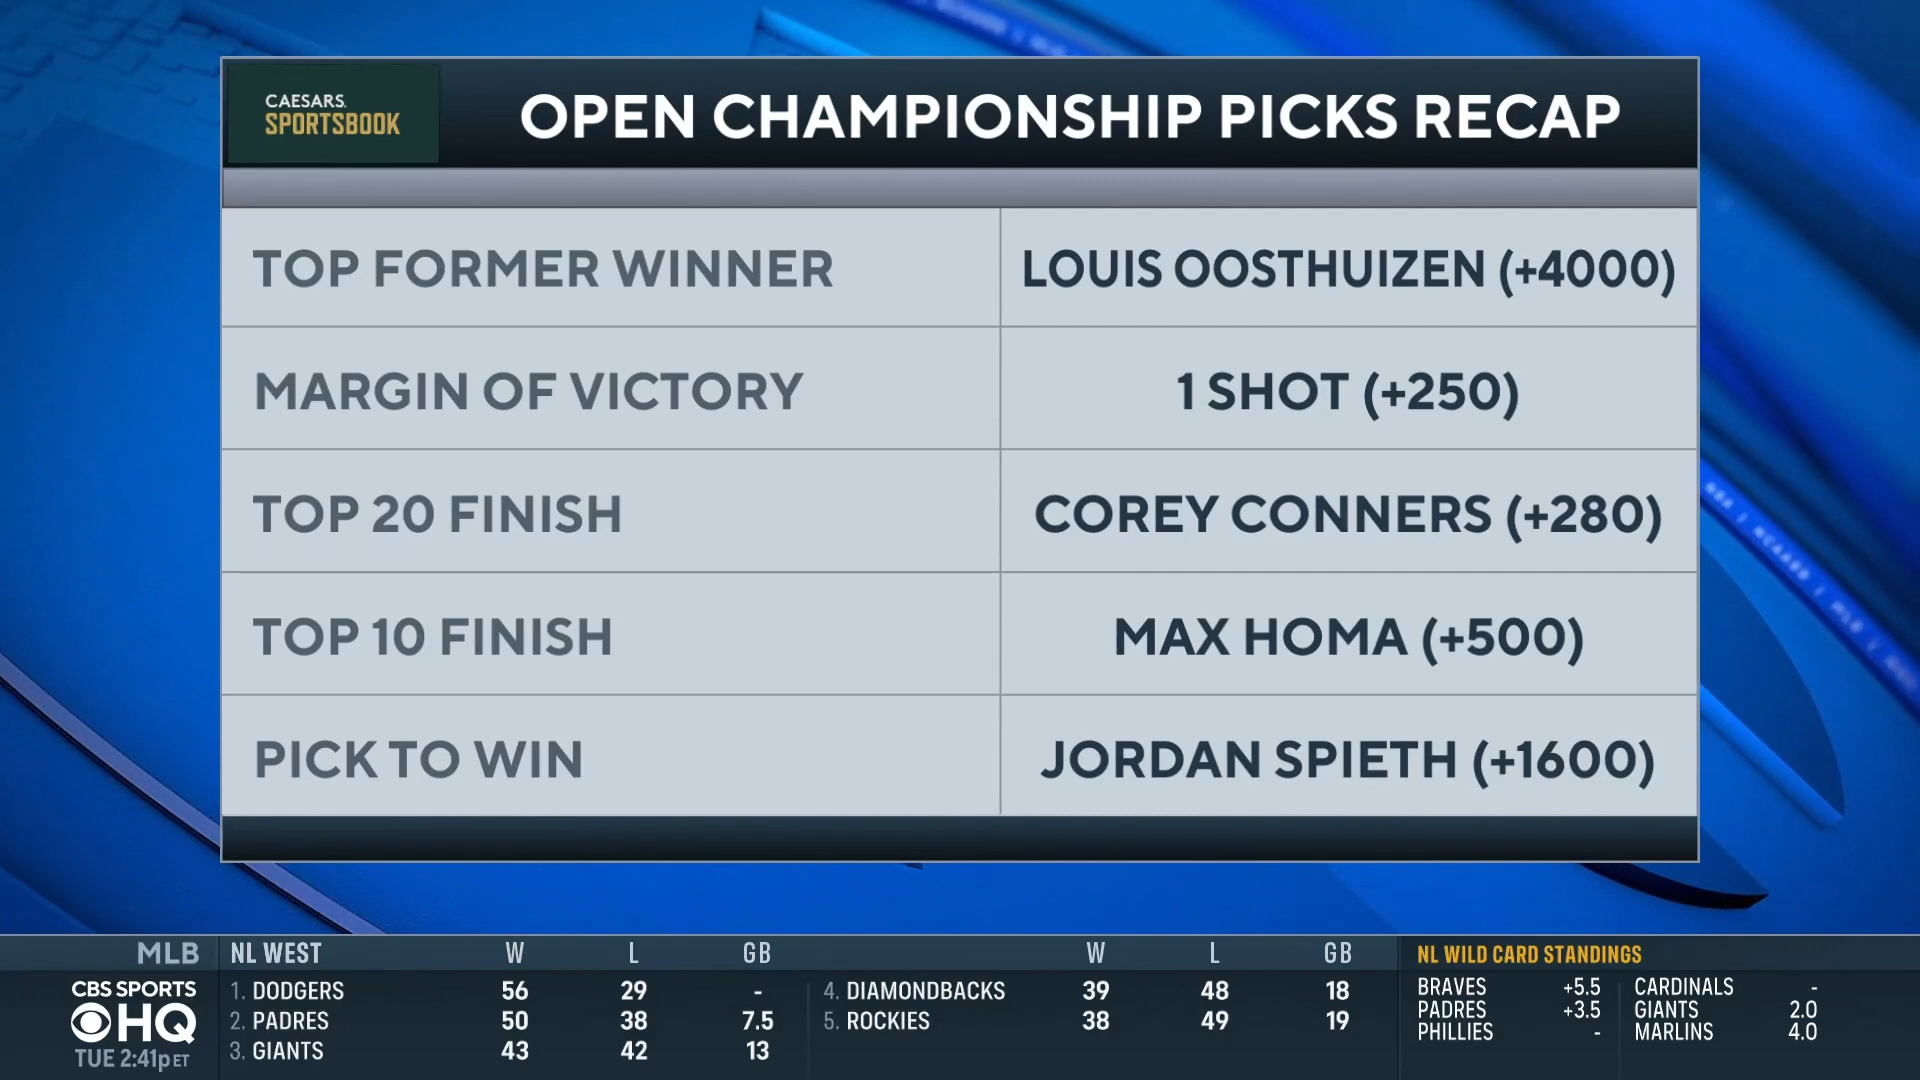 CAESARS
SPORTSBOOK
OPEN CHAMPIONSHIP PICKS RECAP
TOP FORMER WINNER LOUIS OOSTHUIZEN (+4000)
MARGIN OF VICTORY 1 SHOT (+250)
TOP 20 FINISH COREY CONNERS (+280)
TOP 10 FINISH MAX HOMA (+500)
PICK TO WIN JORDAN SPIETH (+1600)
MLB
CBS SPORTS
HQ
TUE 2:41p ET
NL WEST W L GB
1. DODGERS 56 29 -
2. PADRES 50 38 7.5
3. GIANTS 43 42 13
W L GB
4. DIAMONDBACKS 39 48 18
5. ROCKIES 38 49 19
NL WILD CARD STANDINGS
BRAVES +5.5
PADRES +3.5
PHILLIES -
CARDINALS -
GIANTS 2.0
MARLINS 4.0